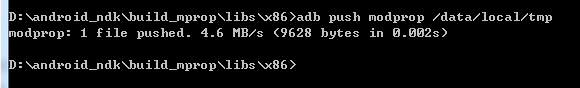 D:\android_ndk\build_mprop\libs\x86>adb push modprop /data/local/tmp
modprop: 1 file pushed. 4.6 MB/s (9628 bytes in 0.002s)
D:\android_ndk\build_mprop\libs\x86>